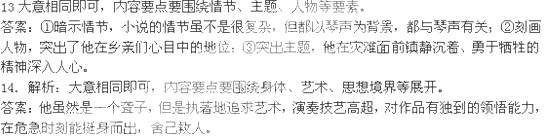 13 大意相同即可，内容要点要围绕情节、主题、人物等要素。
答案：①暗示情节，小说的情节虽不是很复杂，但都以琴声为背景，都与琴声有关；②刻画
人物，突出了他在乡亲们心目中的地位；③突出主题，他在灾难面前镇静沉着、勇于牺牲的
精神深入人心。
14．解析：大意相同即可，内容要点要围绕身体、艺术、思想境界等展开。
答案：他虽然是一个聋子，但是执著地追求艺术，演奏技艺高超，对作品有独到的领悟能力，
在危急时刻能挺身而出，舍己救人。